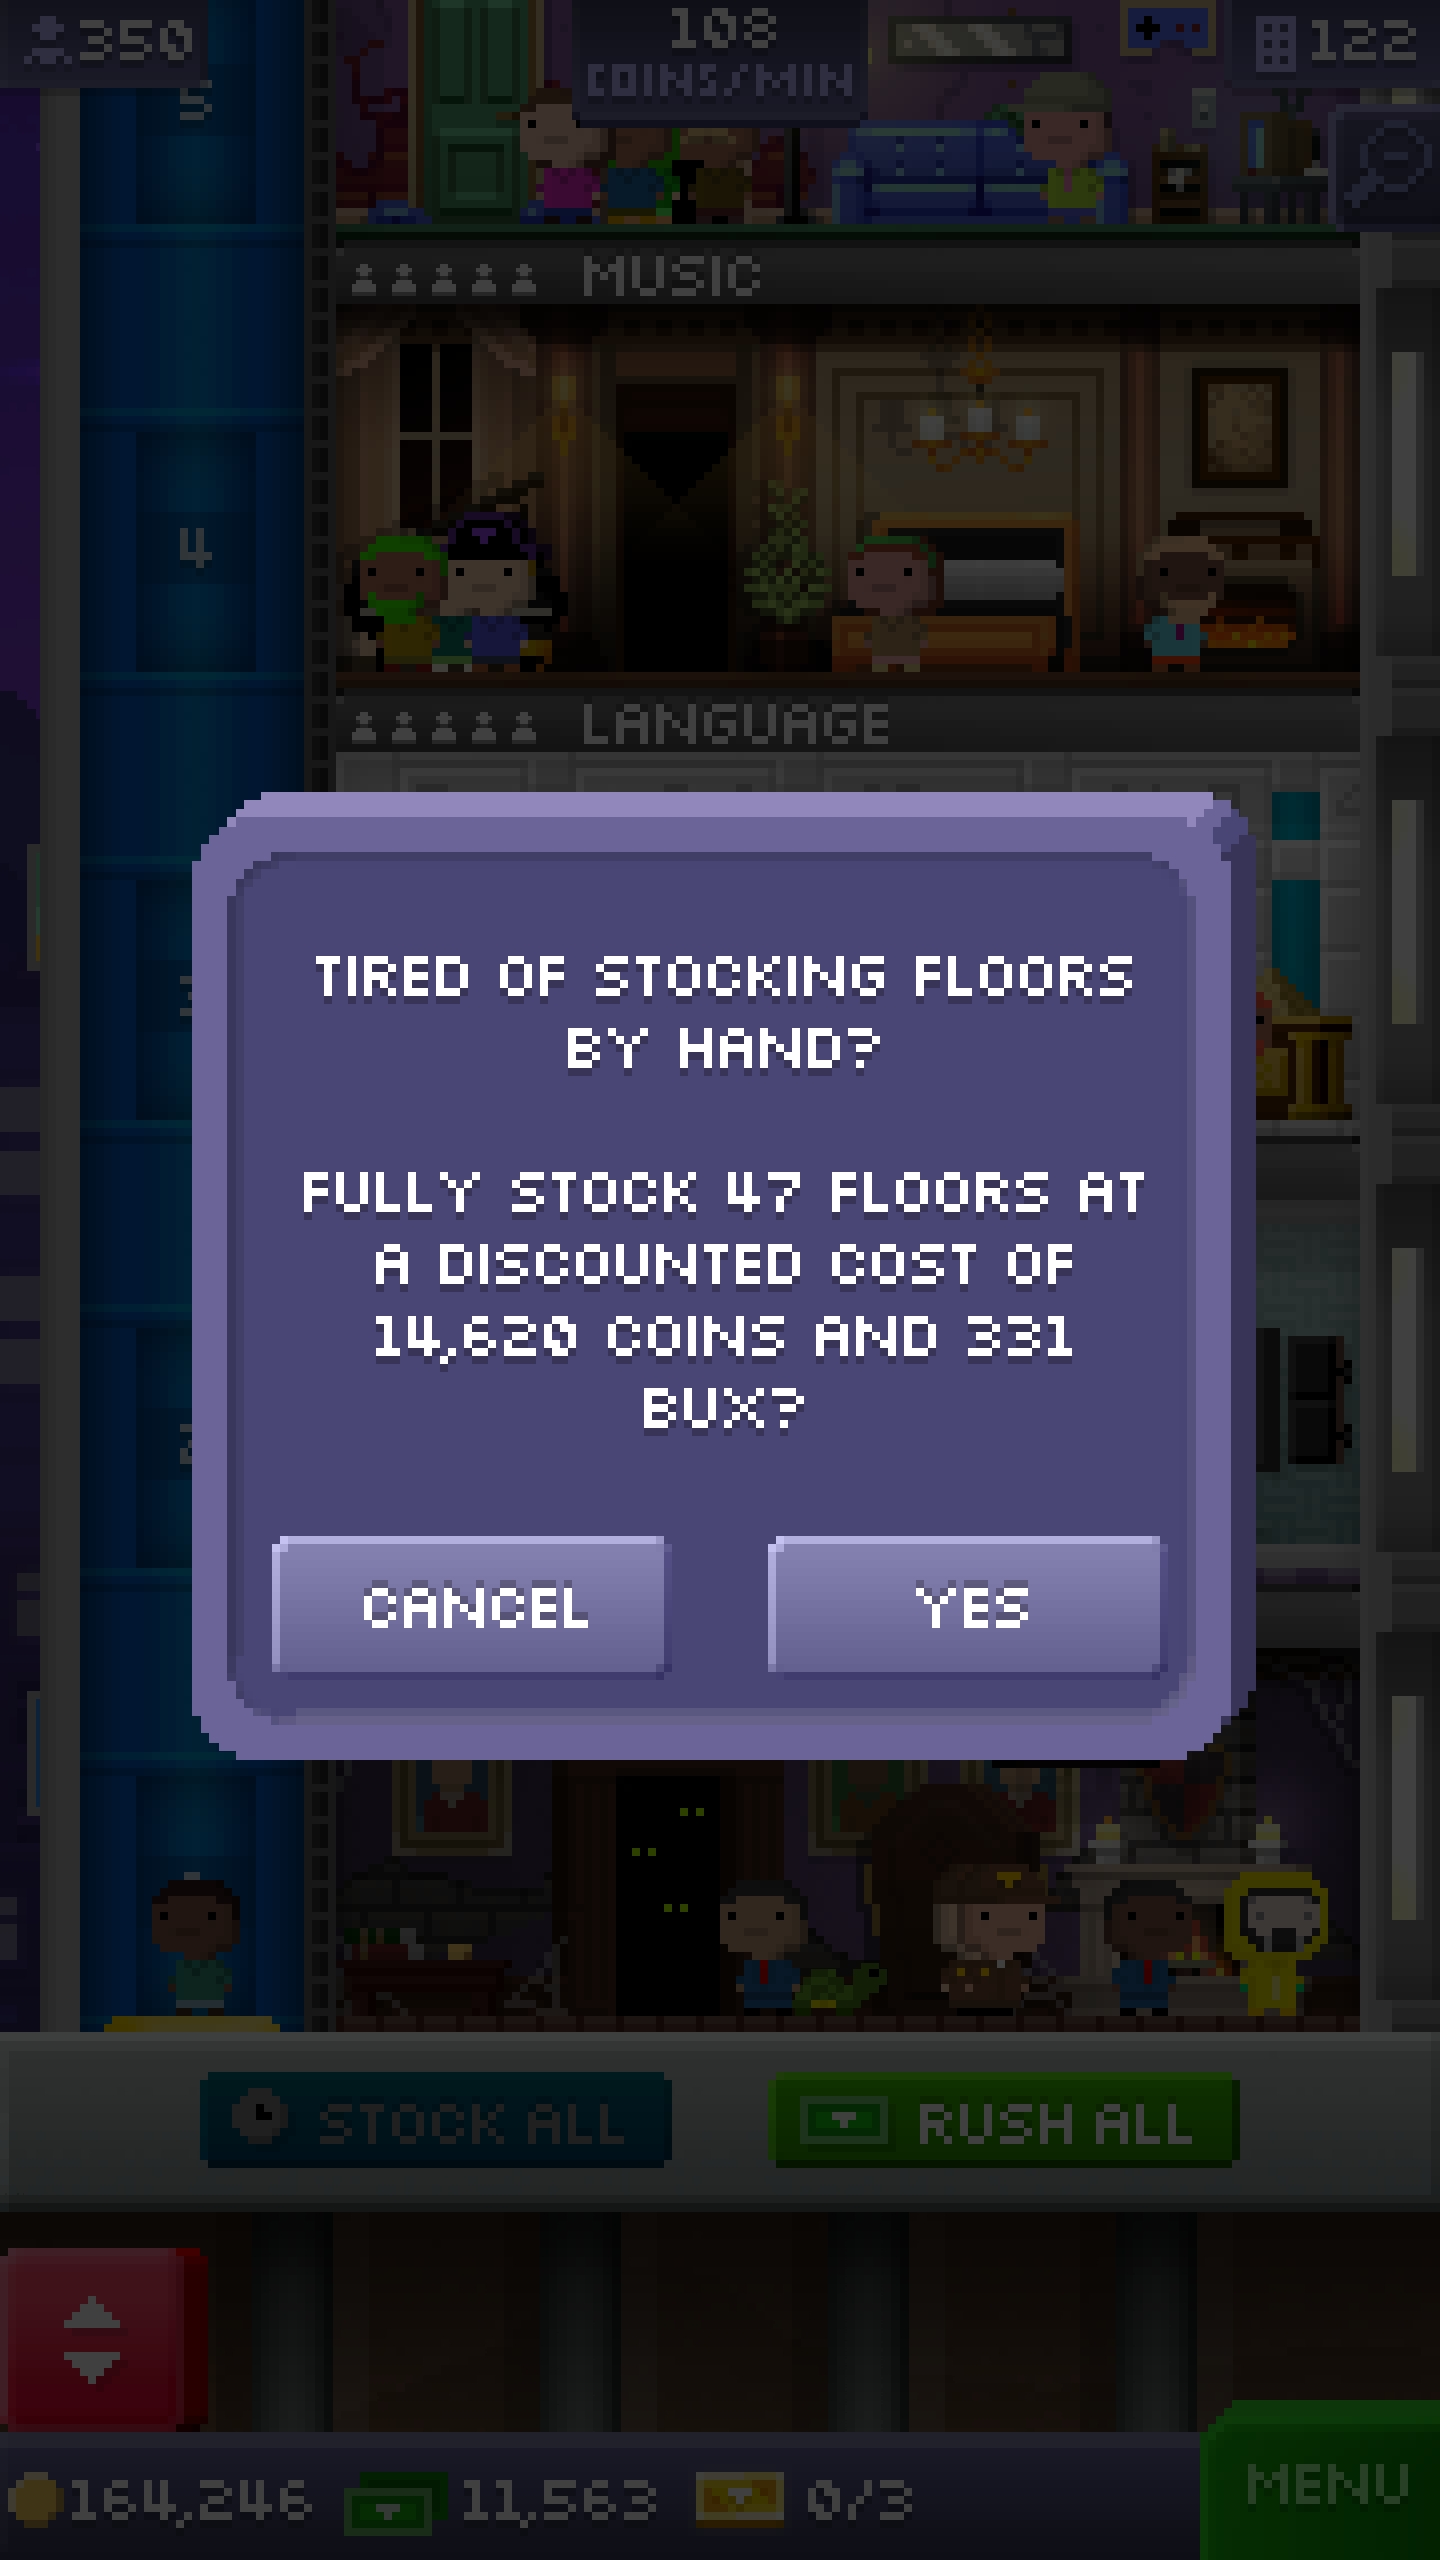 350
108
COINS/MIN
122
5
MUSIC
4
LANGUAGE
TIRED OF STOCKING FLOORS
BY HAND?
FULLY STOCK 47 FLOORS AT
A DISCOUNTED COST OF
14,620 COINS AND 331
BUX?
CANCEL
YES
STOCK ALL
RUSH ALL
164,246
11,563
0/3
MENU